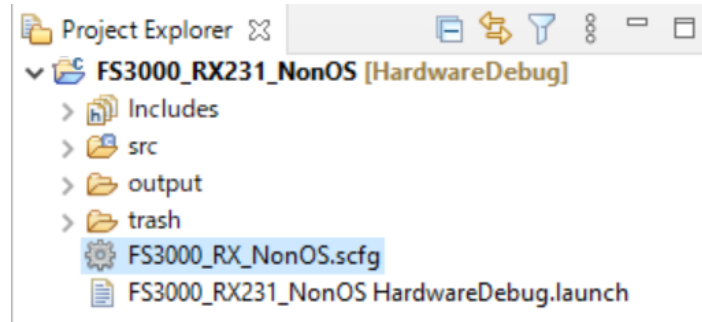 Project Explorer
FS3000_RX231_NonOS [HardwareDebug]
Includes
src
output
trash
FS3000_RX_NonOS.scfg
FS3000_RX231_NonOS HardwareDebug.launch